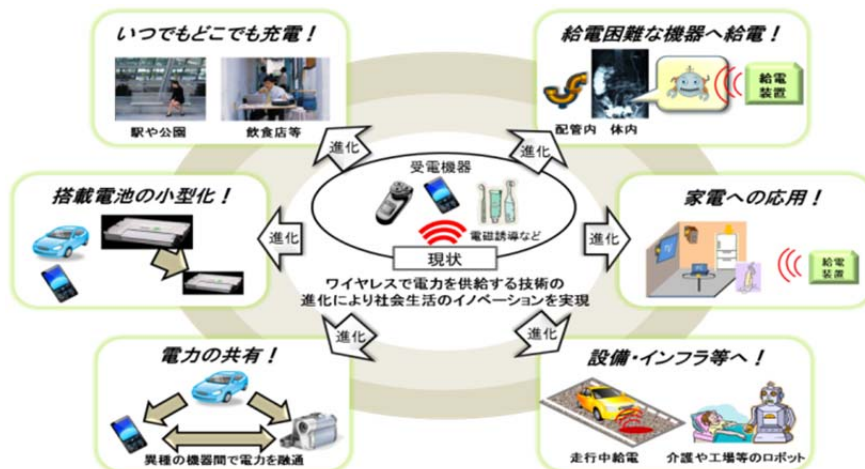 いつでもどこでも充電！
駅や公園
飲食店等
給電困難な機器へ給電！
配管内
体内
給電
装置
進化
進化
受電機器
電磁誘導など
現状
ワイヤレスで電力を供給する技術の
進化により社会生活のイノベーションを実現
搭載電池の小型化！
進化
進化
家電への応用！
給電
装置
進化
進化
電力の共有！
異種の機器間で電力を融通
設備・インフラ等へ！
走行中給電
介護や工場等のロボット